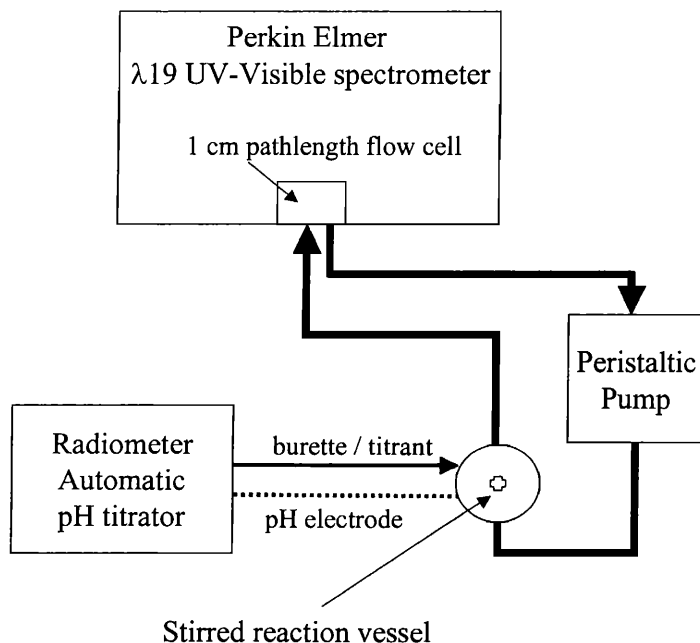 Perkin Elmer
λ19 UV-Visible spectrometer
1 cm pathlength flow cell
Peristaltic
Pump
Radiometer
Automatic
pH titrator
burette / titrant
pH electrode
Stirred reaction vessel